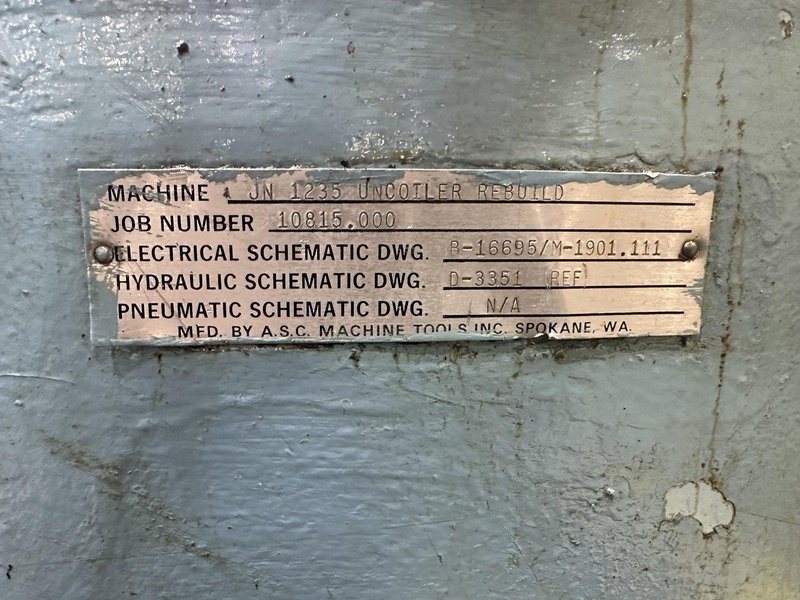 MACHINE JN 1235 UNCOILER REBUILD
JOB NUMBER 10815.000
ELECTRICAL SCHEMATIC DWG. B-16695/M-1901.111
HYDRAULIC SCHEMATIC DWG. D-3351 REF
PNEUMATIC SCHEMATIC DWG. N/A
MFD. BY A.S.C. MACHINE TOOLS INC. SPOKANE, WA.